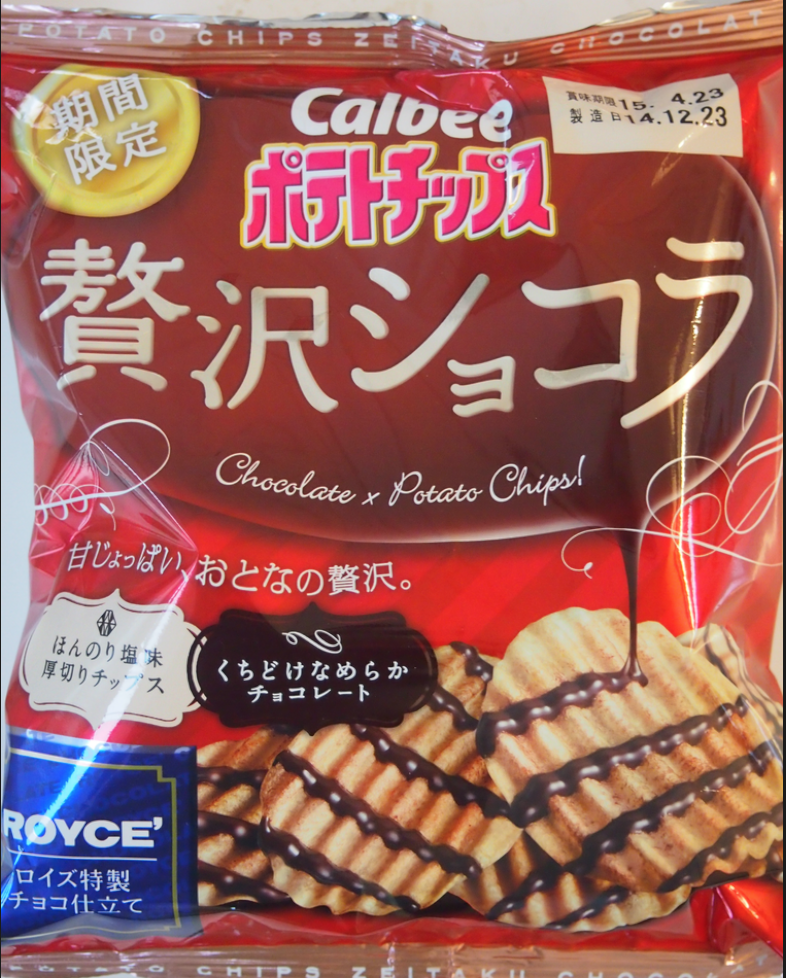 POTATO CHIPS ZEITAKU CHOCOLAT
期間
限定
Calbee
ポテトチップス
賞味期限15. 4.23
製造日14.12.23
贅沢ショコラ
Chocolate x Potato Chips!
甘じょっぱい、おとなの贅沢。
ほんのり塩味
厚切りチップス
くちどけなめらか
チョコレート
ROYCE'
ロイズ特製
チョコ仕立て
POTATO CHIPS ZEITAKU CHOCOLAT